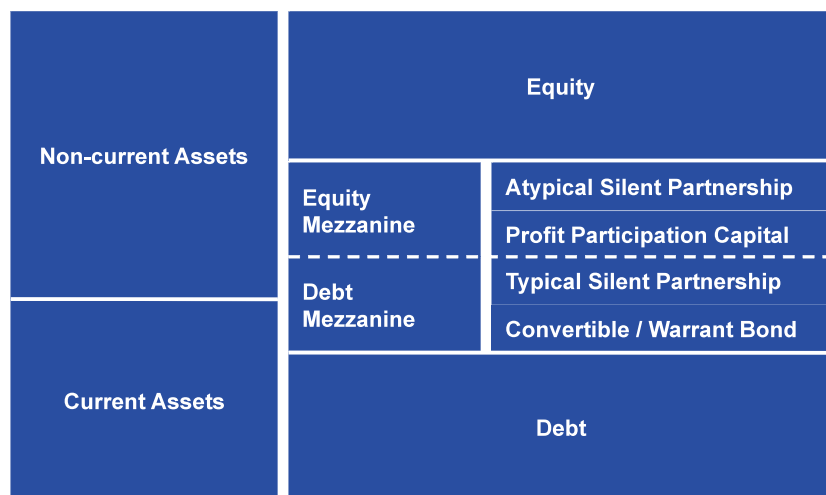 Non-current Assets
Current Assets
Equity
Equity
Mezzanine
Atypical Silent Partnership
Profit Participation Capital
Debt
Mezzanine
Typical Silent Partnership
Convertible / Warrant Bond
Debt